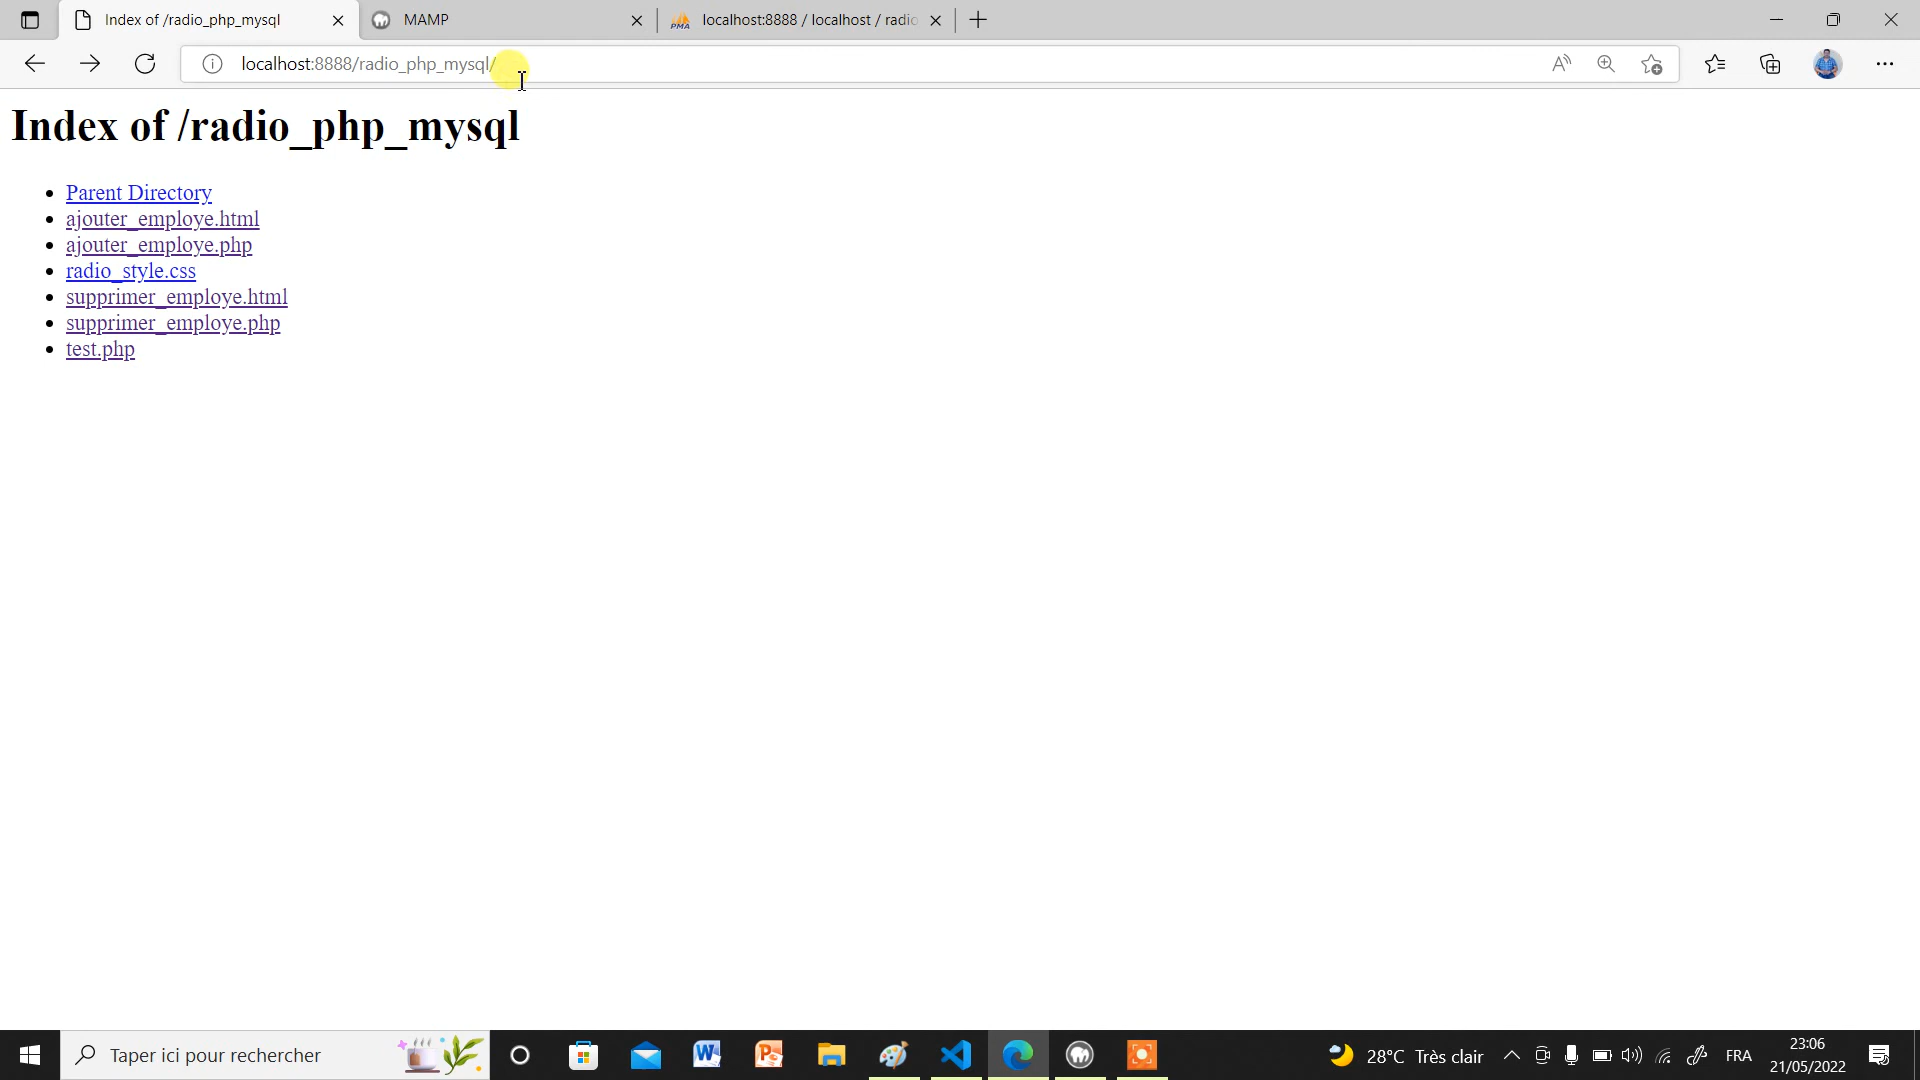 Index of /radio_php_mysql
MAMP
localhost:8888 / localhost / radio
localhost:8888/radio_php_mysql/
Index of /radio_php_mysql
Parent Directory
ajouter_employe.html
ajouter_employe.php
radio_style.css
supprimer_employe.html
supprimer_employe.php
test.php
Taper ici pour rechercher
28°C Très clair
FRA
23:06
21/05/2022